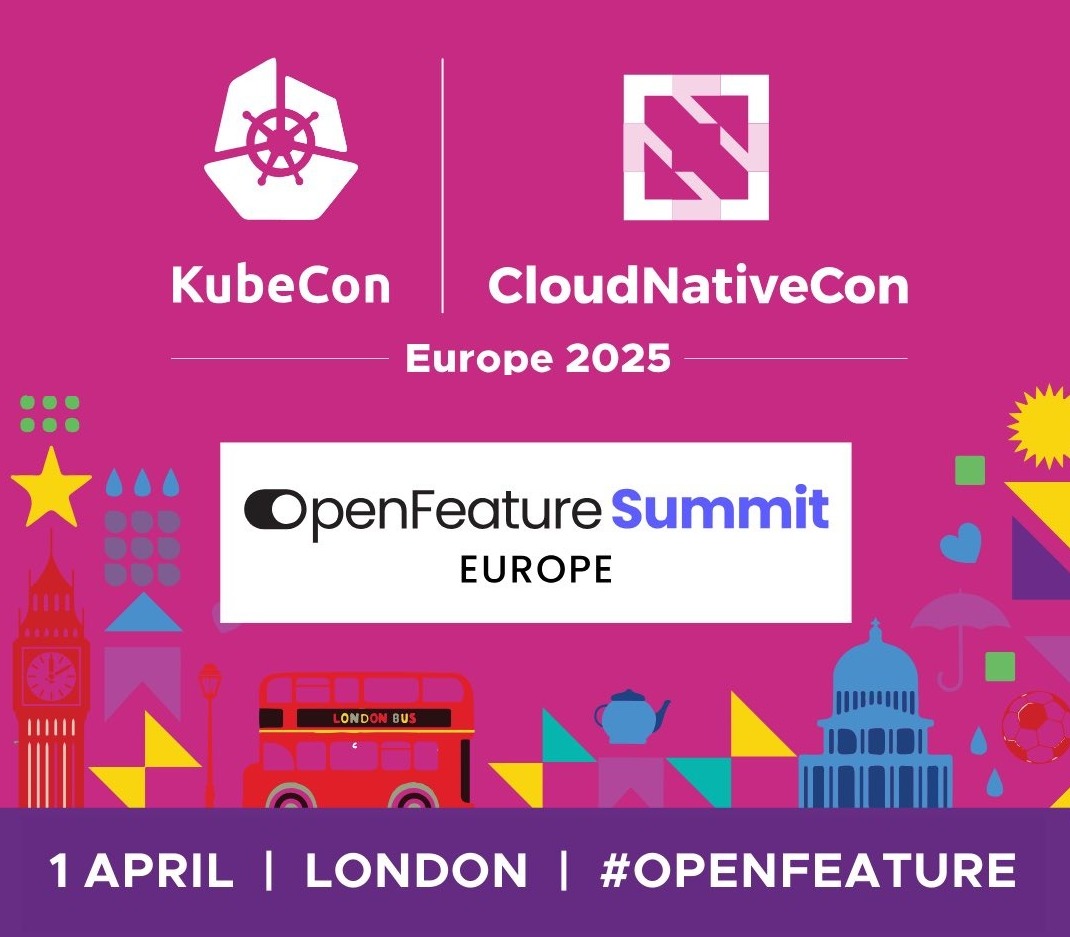 KubeCon
CloudNativeCon
Europe 2025
OpenFeature Summit
EUROPE
LONDON BUS
1 APRIL | LONDON | #OPENFEATURE